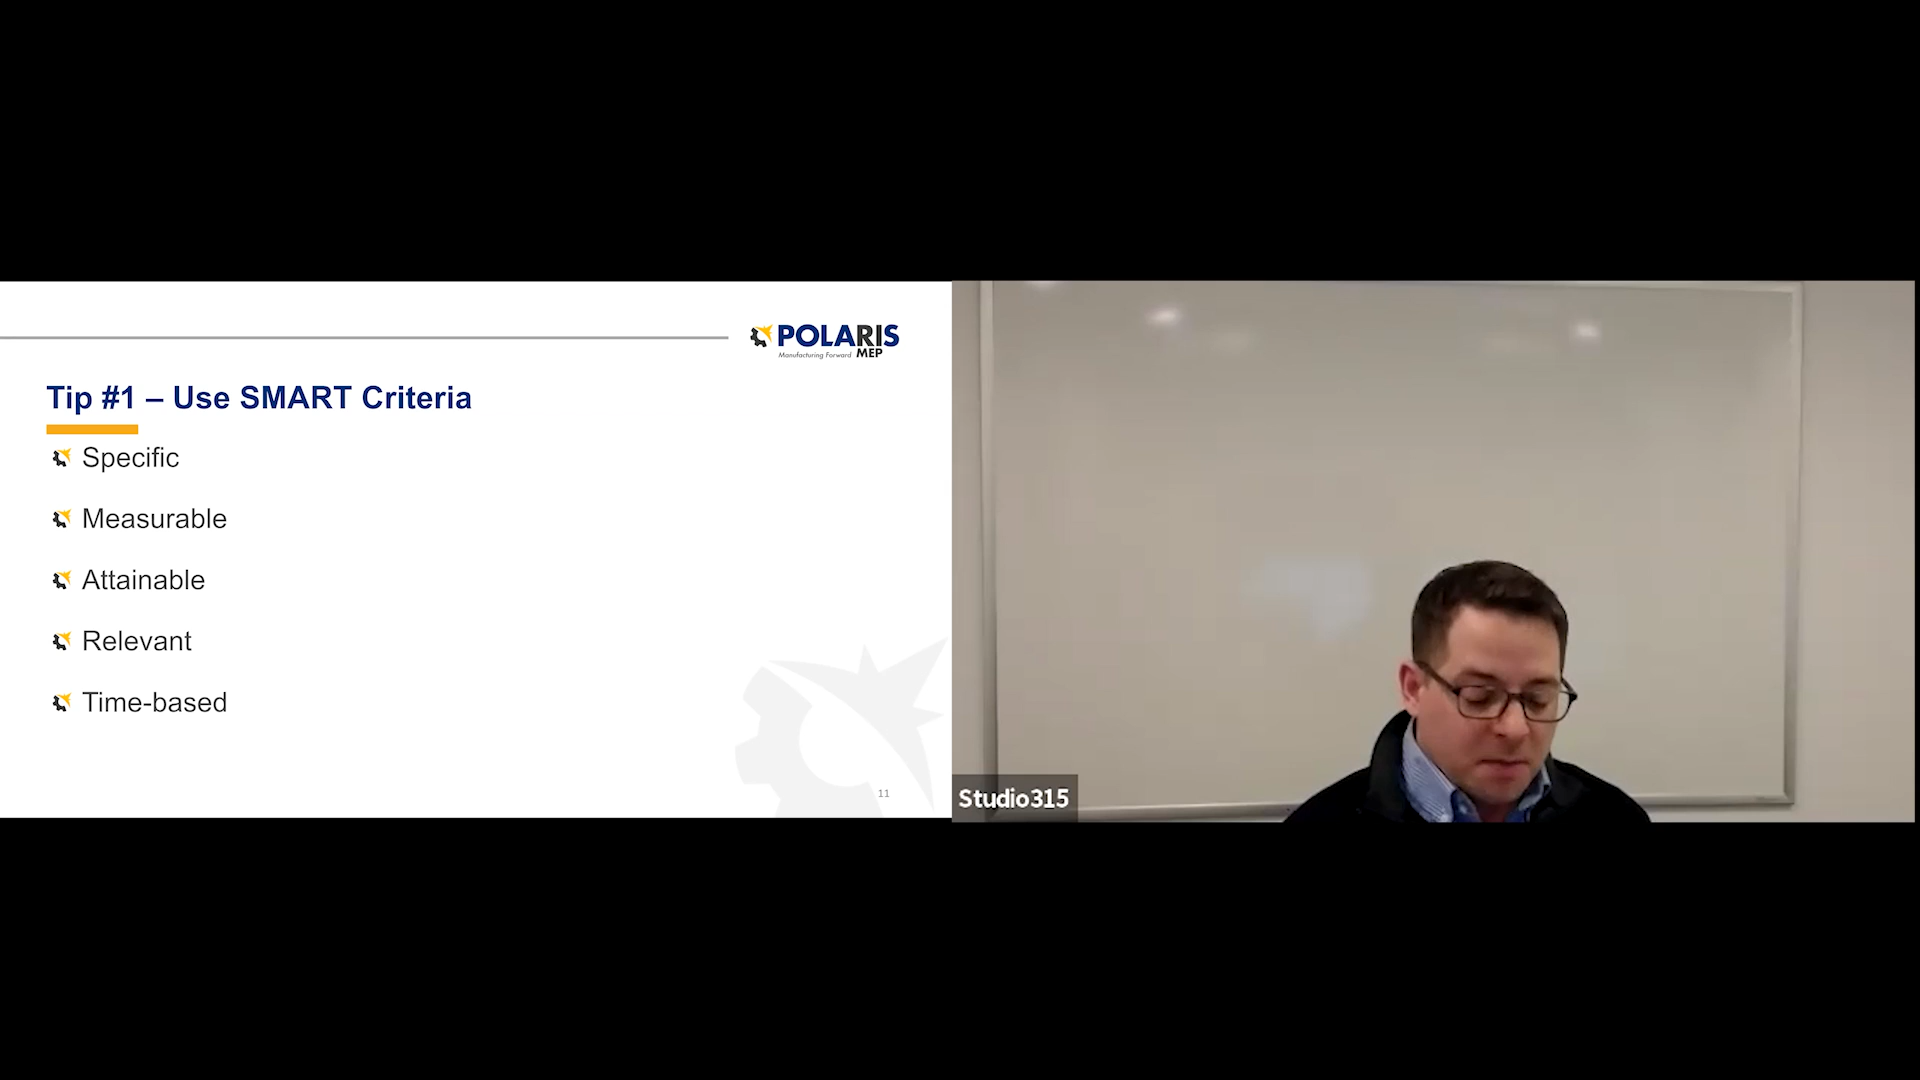 POLARIS
Manufacturing Forward MEP
Tip #1 – Use SMART Criteria
Specific
Measurable
Attainable
Relevant
Time-based
11
Studio315